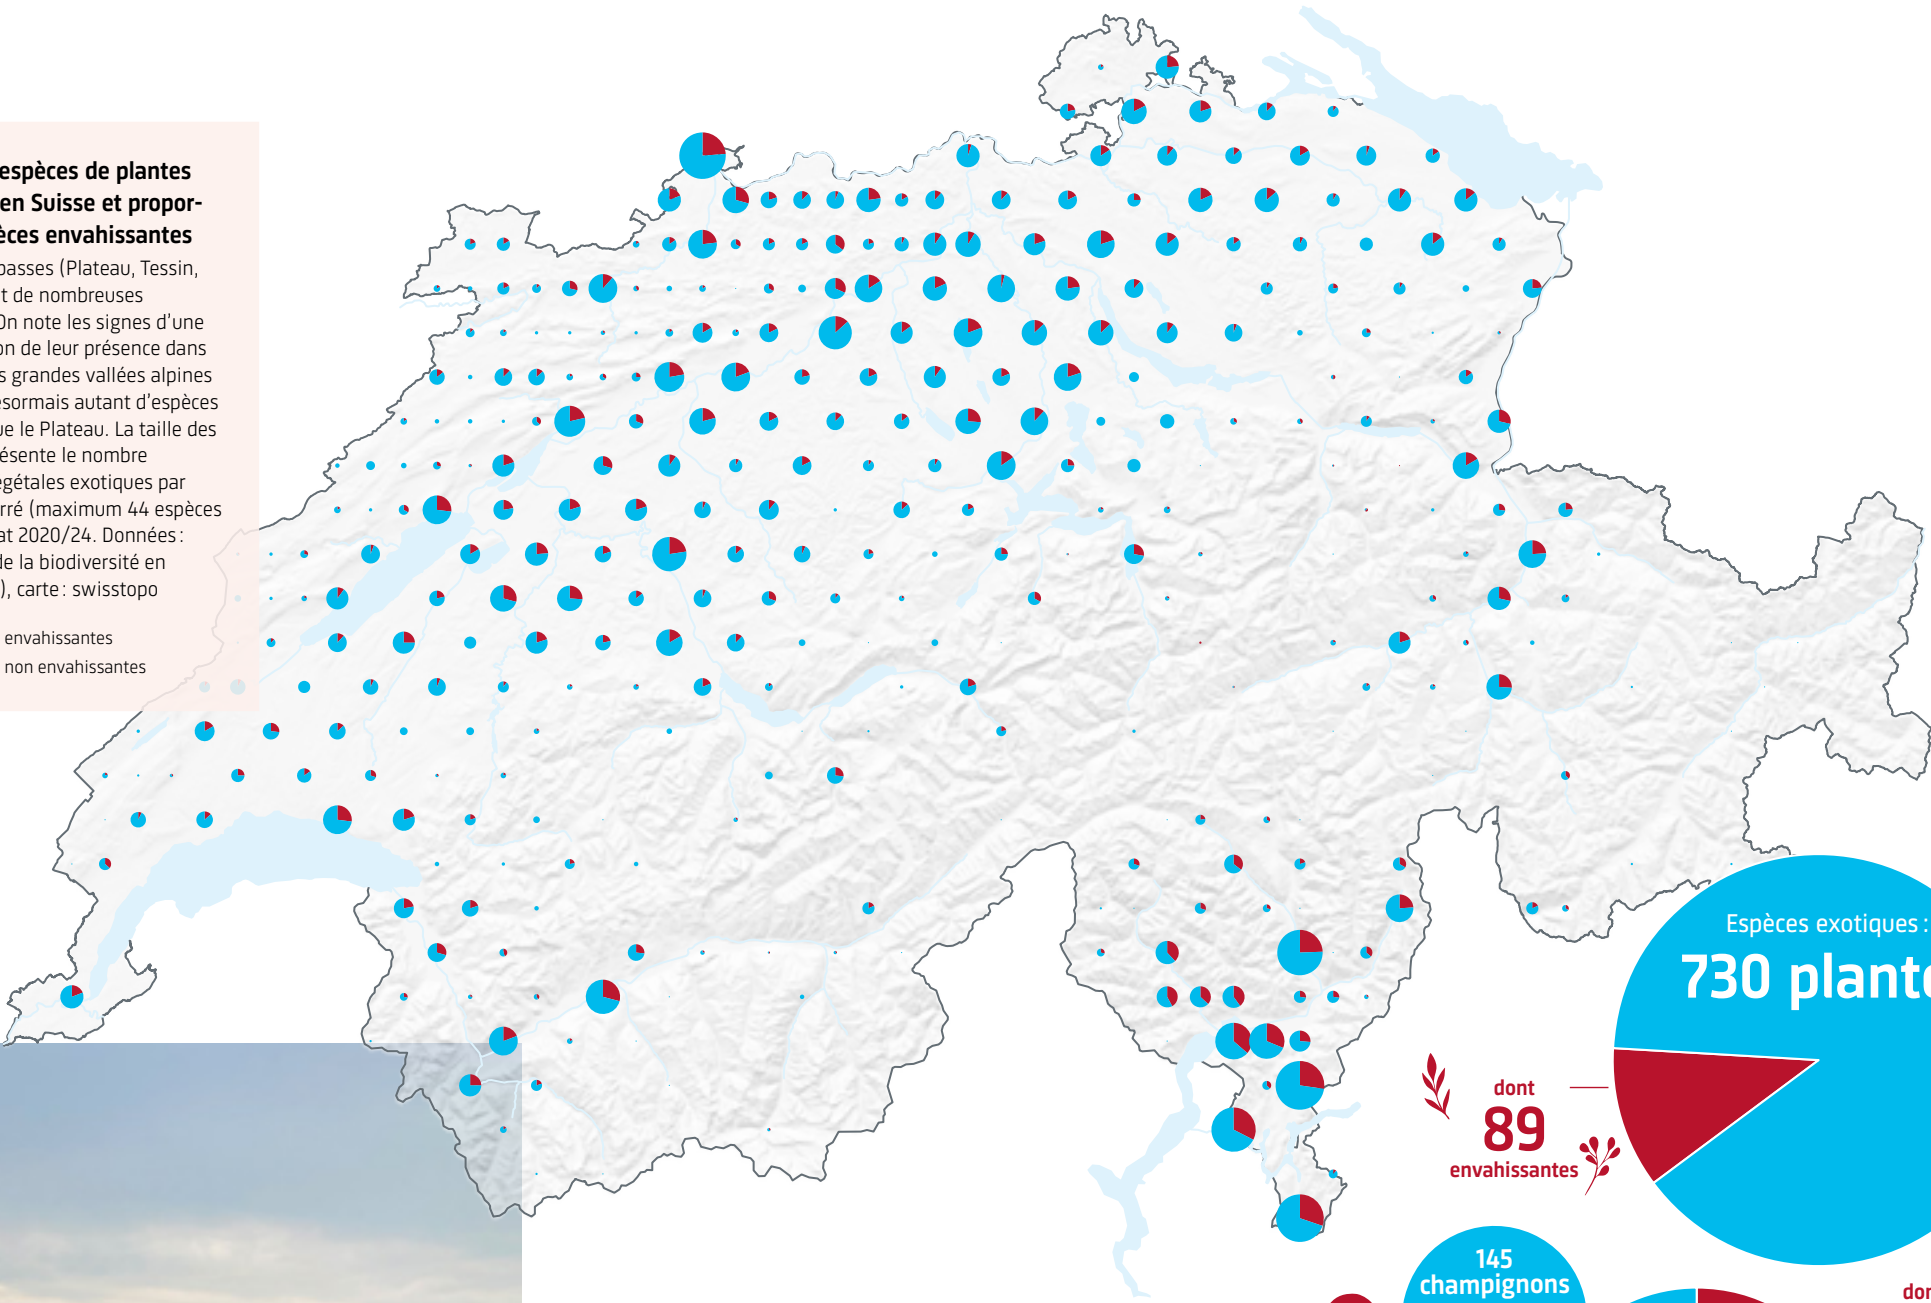 espèces de plantes
en Suisse et propor-
èces envahissantes
basses (Plateau, Tessin,
t de nombreuses
On note les signes d'une
on de leur présence dans
s grandes vallées alpines
ésormais autant d'espèces
ue le Plateau. La taille des
ésente le nombre
égétales exotiques par
rré (maximum 44 espèces
at 2020/24. Données :
de la biodiversité en
), carte : swisstopo
envahissantes
non envahissantes
Espèces exotiques :
730 plante
dont
89
envahissantes
145
champignons
don